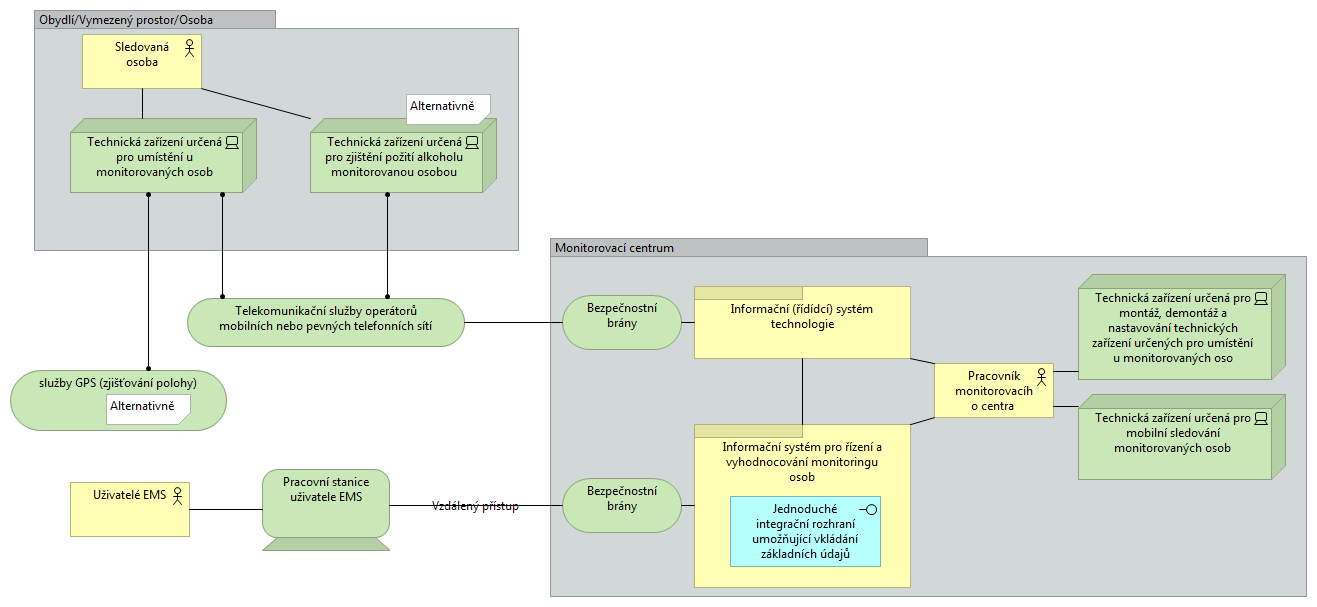 Obydlí/Vymezený prostor/Osoba
Sledovaná
osoba
Alternativně
Technická zařízení určená
pro umístění u
monitorovaných osob
Technická zařízení určená
pro zjištění požití alkoholu
monitorovanou osobou
Telekomunikační služby operátorů
mobilních nebo pevných telefonních sítí
služby GPS (zjišťování polohy)
Alternativně
Monitorovací centrum
Bezpečnostní
brány
Informační (řídídcí) systém
technologie
Technická zařízení určená pro
montáž, demontáž a
nastavování technických
zařízení určených pro umístění
u monitorovaných oso
Pracovník
monitorovacíh
o centra
Technická zařízení určená pro
mobilní sledování
monitorovaných osob
Informační systém pro řízení a
vyhodnocování monitoringu
osob
Jednoduché
integrační rozhraní
umožňující vkládání
základních údajů
Bezpečnostní
brány
Vzdálený přístup
Pracovní stanice
uživatele EMS
Uživatelé EMS